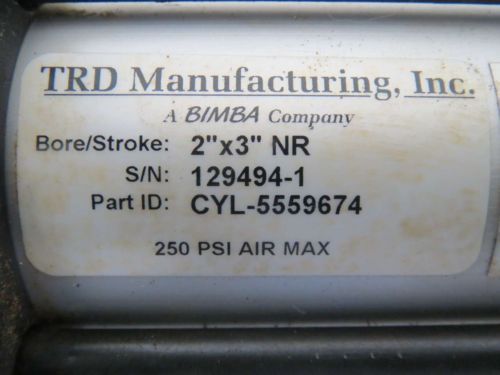 TRD Manufacturing, Inc.
A BIMBA Company
Bore/Stroke: 2"x3" NR
S/N: 129494-1
Part ID: CYL-5559674
250 PSI AIR MAX